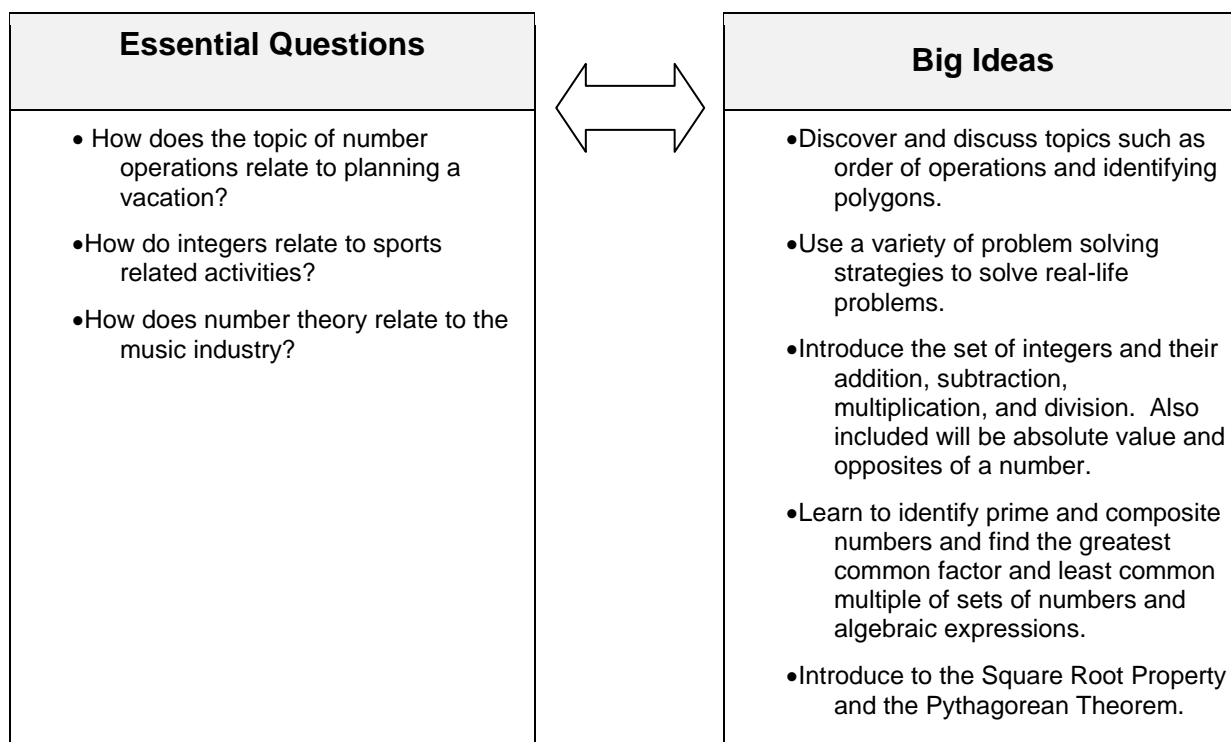 Essential Questions
• How does the topic of number
operations relate to planning a
vacation?
•How do integers relate to sports
related activities?
•How does number theory relate to the
music industry?
Big Ideas
•Discover and discuss topics such as
order of operations and identifying
polygons.
•Use a variety of problem solving
strategies to solve real-life
problems.
•Introduce the set of integers and their
addition, subtraction,
multiplication, and division.  Also
included will be absolute value and
opposites of a number.
•Learn to identify prime and composite
numbers and find the greatest
common factor and least common
multiple of sets of numbers and
algebraic expressions.
•Introduce to the Square Root Property
and the Pythagorean Theorem.